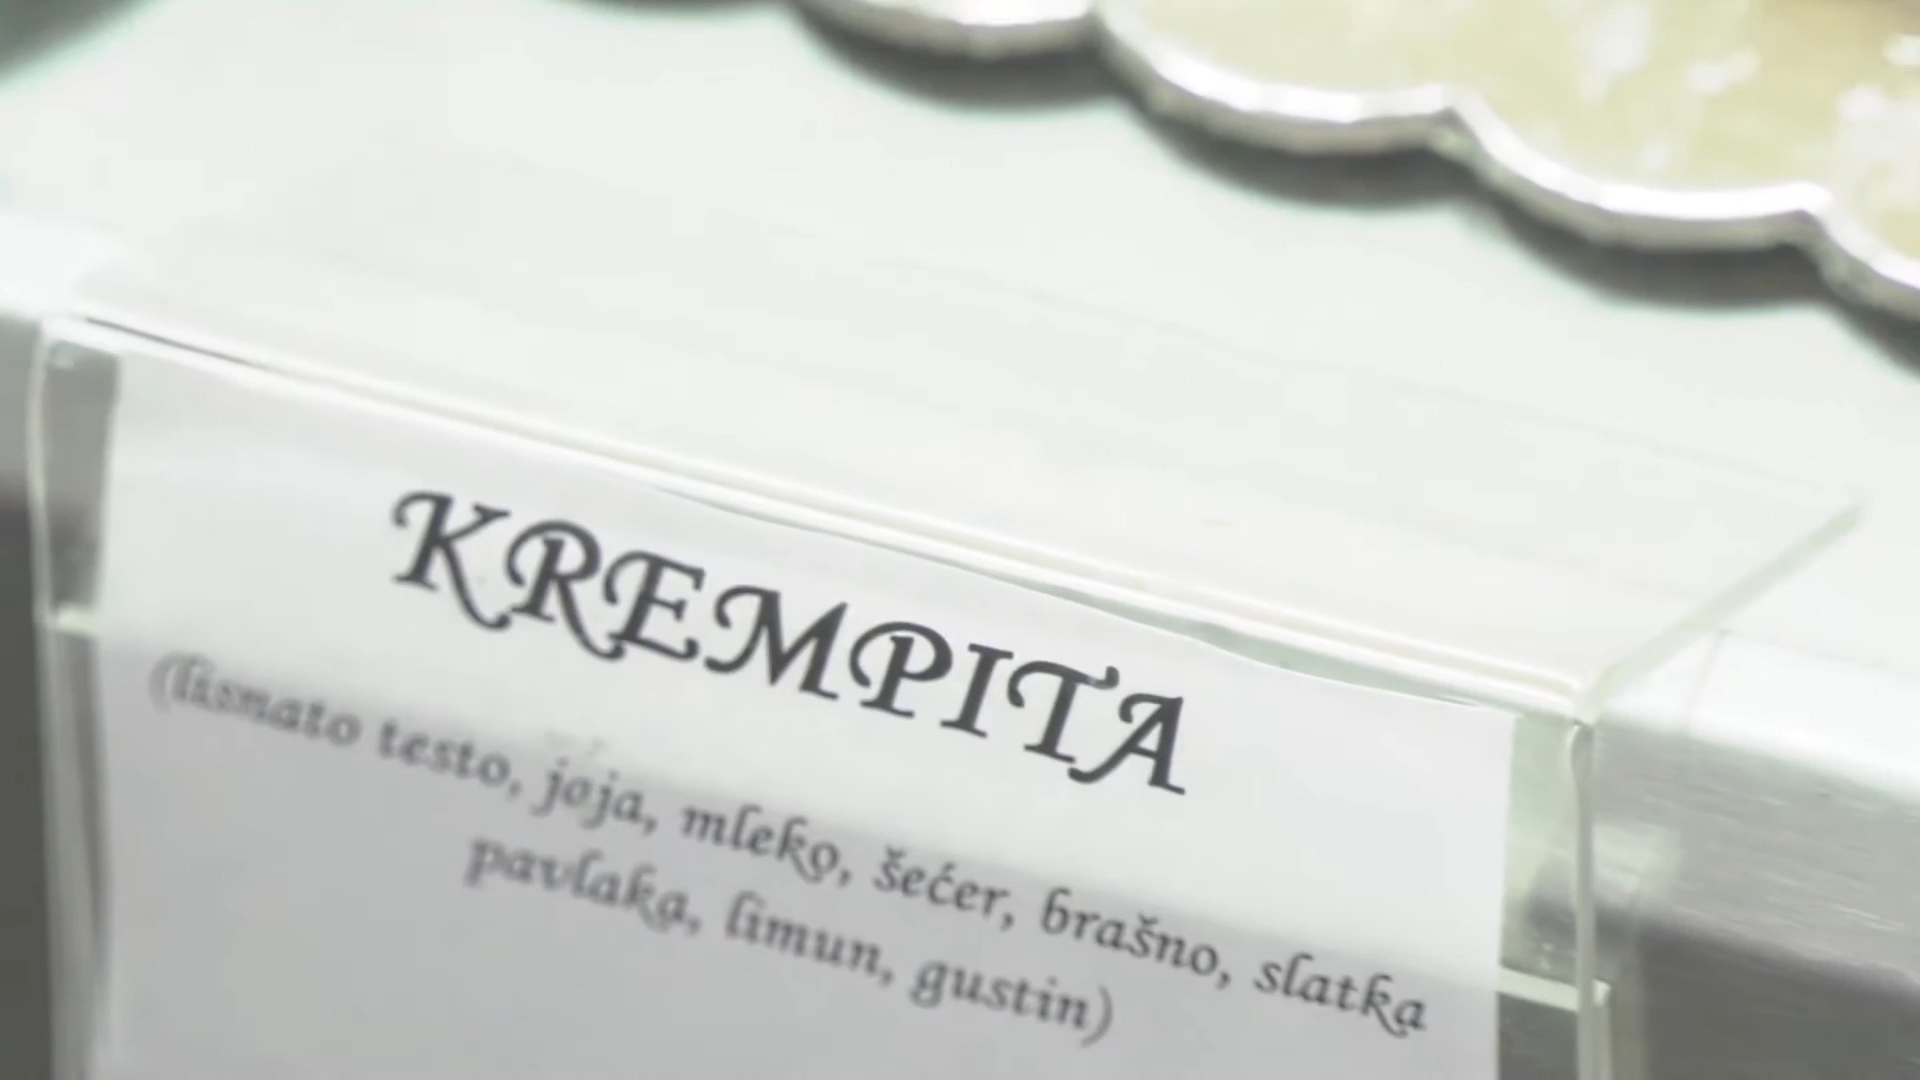 KREMPITA
(lisnato testo, jaja, mleko, šećer, brašno, slatka
pavlaka, limun, gustin)